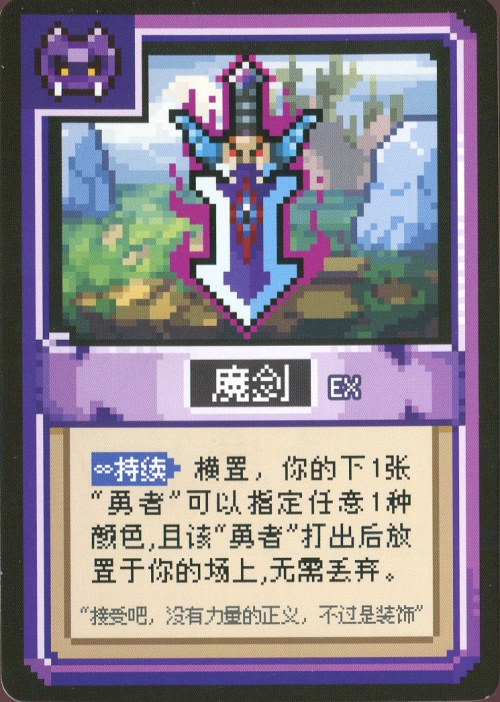 魔剑 EX
∞持续 横置，你的下1张
“勇者”可以指定任意1种
颜色,且该“勇者”打出后放
置于你的场上,无需丢弃。
“接受吧，没有力量的正义，不过是装饰”